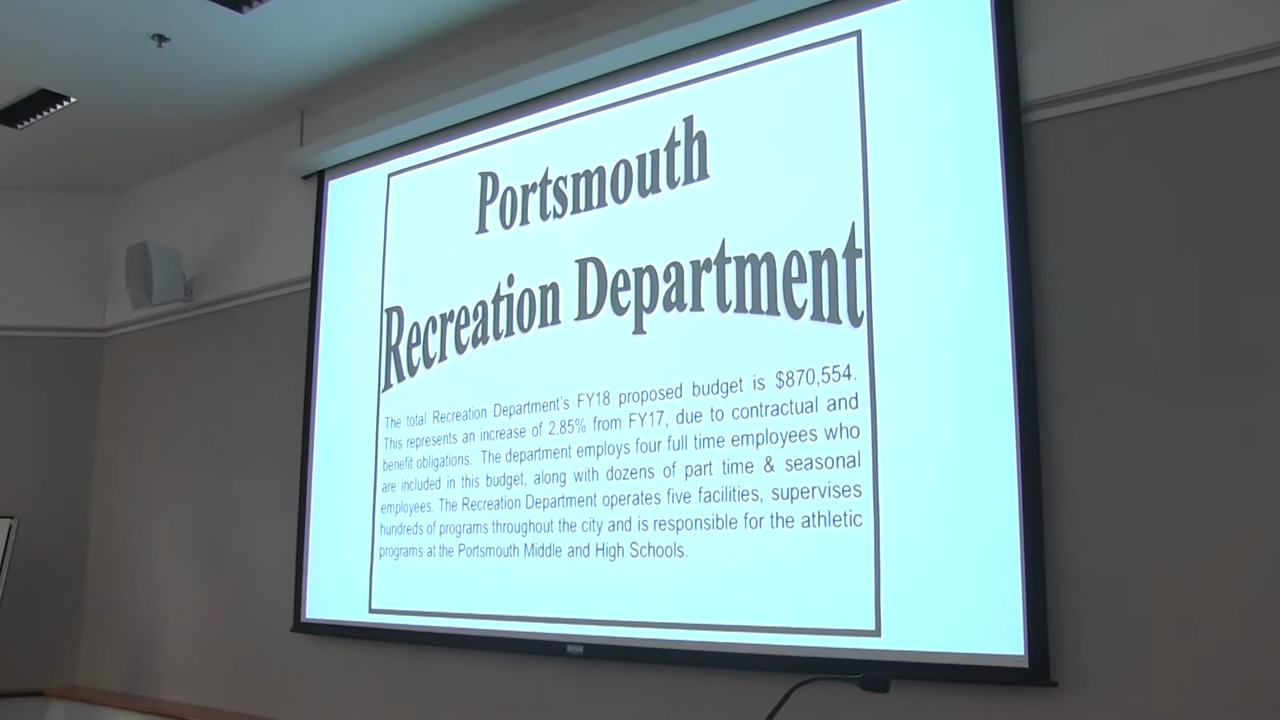 Portsmouth
Recreation Department
The total Recreation Department's FY18 proposed budget is $870,554.
This represents an increase of 2.85% from FY17, due to contractual and
benefit obligations. The department employs four full time employees who
are included in this budget, along with dozens of part time & seasonal
employees. The Recreation Department operates five facilities, supervises
hundreds of programs throughout the city and is responsible for the athletic
programs at the Portsmouth Middle and High Schools.